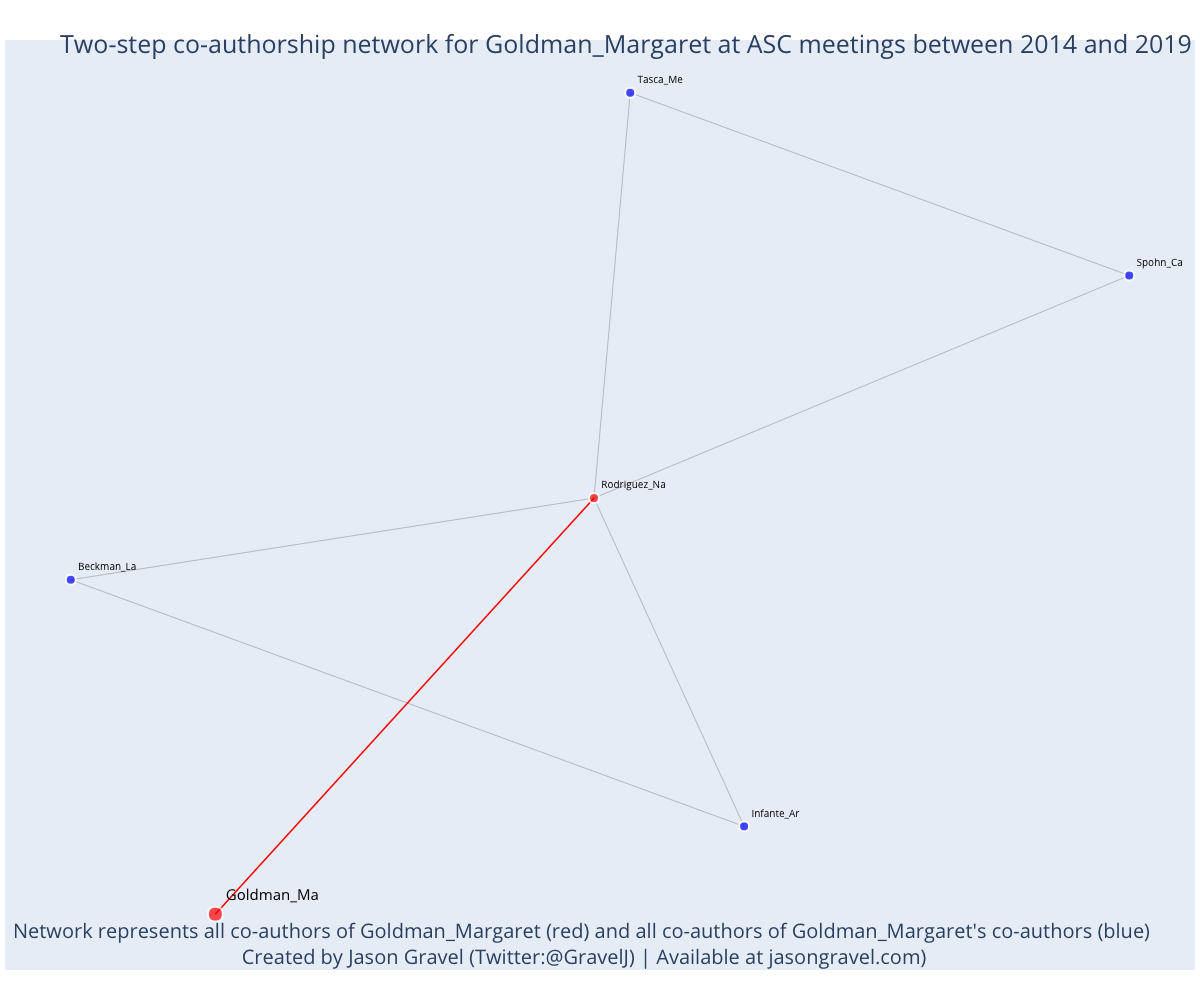 Two-step co-authorship network for Goldman_Margaret at ASC meetings between 2014 and 2019
Tasca_Me
Spohn_Ca
Rodriguez_Na
Beckman_La
Infante_Ar
Goldman_Ma
Network represents all co-authors of Goldman_Margaret (red) and all co-authors of Goldman_Margaret's co-authors (blue)
Created by Jason Gravel (Twitter:@GravelJ) | Available at jasongravel.com)